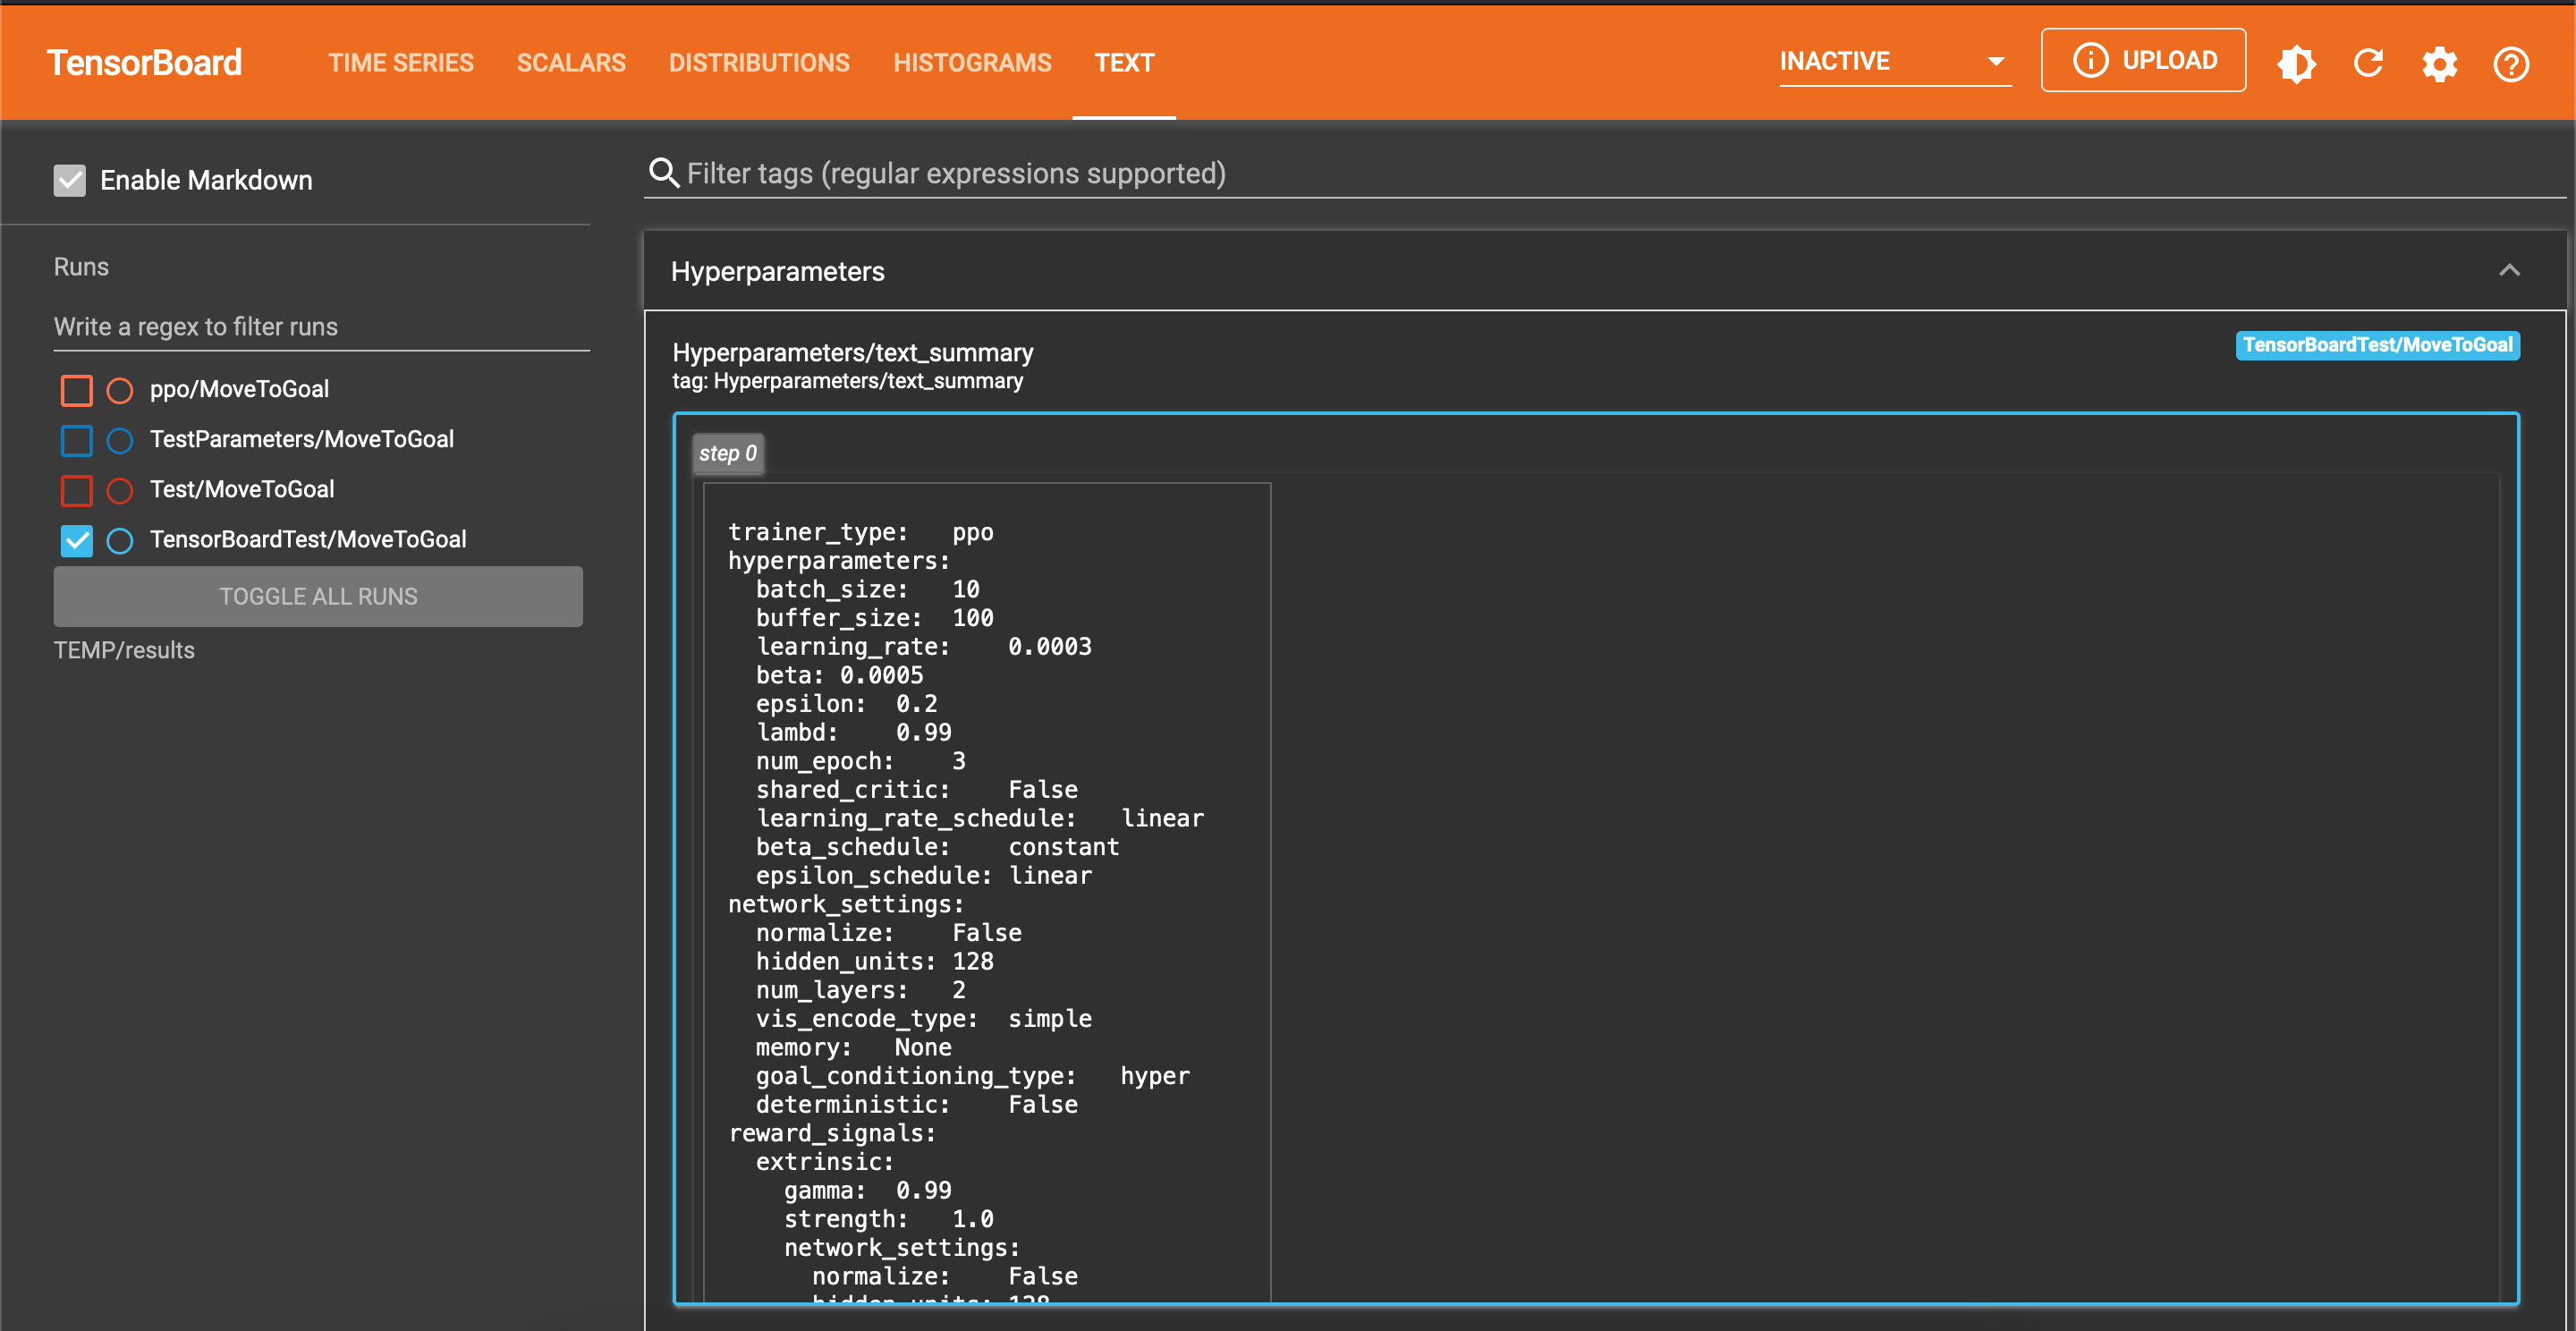 TensorBoard TIME SERIES SCALARS DISTRIBUTIONS HISTOGRAMS TEXT INACTIVE UPLOAD
Enable Markdown
Runs
Write a regex to filter runs
ppo/MoveToGoal
TestParameters/MoveToGoal
Test/MoveToGoal
TensorBoardTest/MoveToGoal
TOGGLE ALL RUNS
TEMP/results
Filter tags (regular expressions supported)
Hyperparameters
Hyperparameters/text_summary
tag: Hyperparameters/text_summary
TensorBoardTest/MoveToGoal
step 0
trainer_type: ppo
hyperparameters:
batch_size: 10
buffer_size: 100
learning_rate: 0.0003
beta: 0.0005
epsilon: 0.2
lambd: 0.99
num_epoch: 3
shared_critic: False
learning_rate_schedule: linear
beta_schedule: constant
epsilon_schedule: linear
network_settings:
normalize: False
hidden_units: 128
num_layers: 2
vis_encode_type: simple
memory: None
goal_conditioning_type: hyper
deterministic: False
reward_signals:
extrinsic:
gamma: 0.99
strength: 1.0
network_settings:
normalize: False
hidden_units: 128